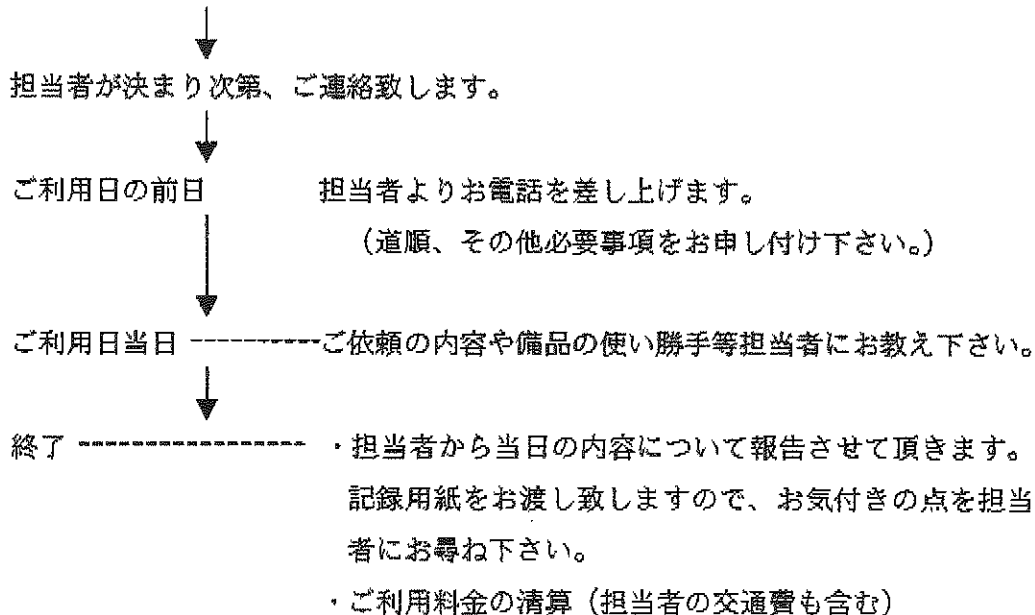 担当者が決まり次第、ご連絡致します。
ご利用日の前日 担当者よりお電話を差し上げます。
（道順、その他必要事項をお申し付け下さい。）
ご利用日当日 ご依頼の内容や備品の使い勝手等担当者にお教え下さい。
終了 ・担当者から当日の内容について報告させて頂きます。
記録用紙をお渡し致しますので、お気付きの点を担当
者にお尋ね下さい。
・ご利用料金の清算（担当者の交通費も含む）